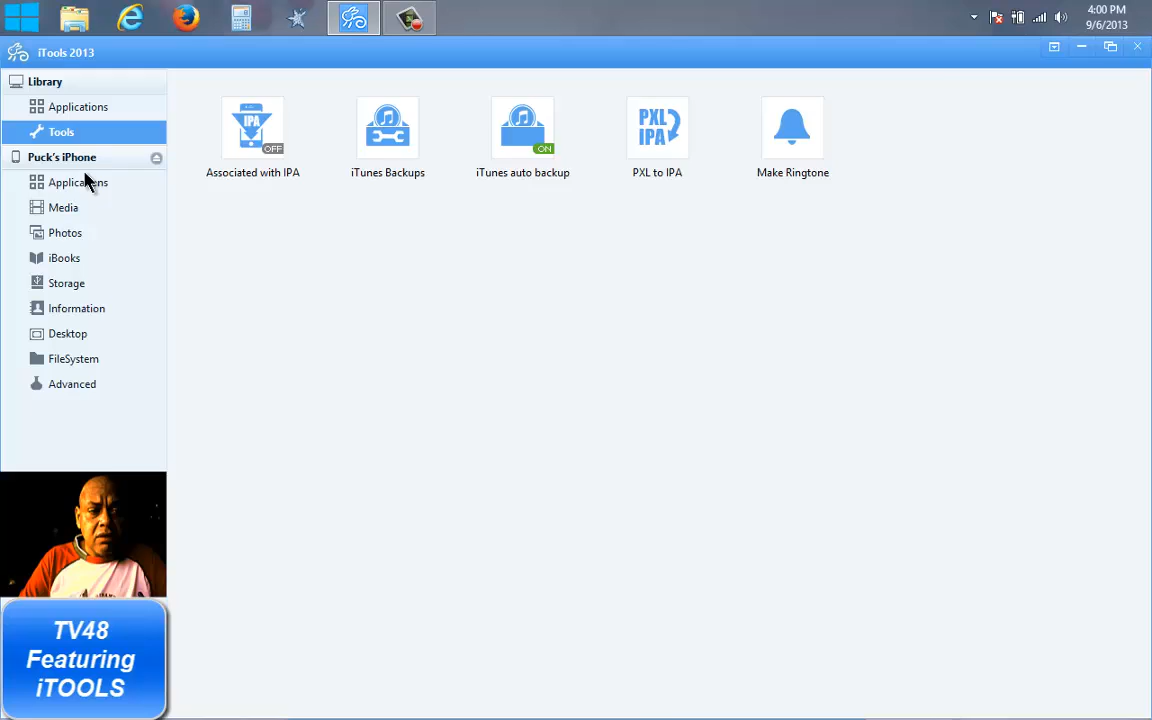 4:00 PM
9/6/2013
iTools 2013
Library
Applications
Tools
Puck's iPhone
Applications
Media
Photos
iBooks
Storage
Information
Desktop
FileSystem
Advanced
IPA
OFF
Associated with IPA
iTunes Backups
ON
iTunes auto backup
PXL
IPA
PXL to IPA
Make Ringtone
TV48
Featuring
iTOOLS